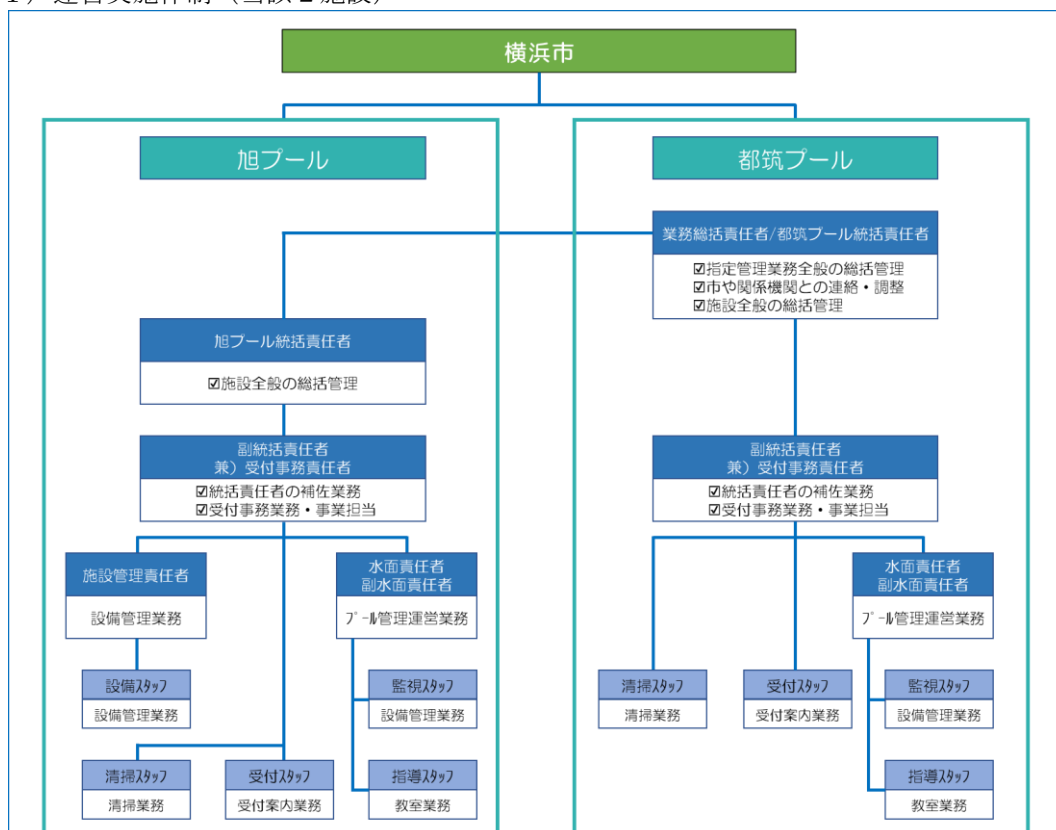 横浜市
旭プール
都筑プール
業務総括責任者/都筑プール統括責任者
☑指定管理業務全般の総括管理
☑市や関係機関との連絡・調整
☑施設全般の総括管理
旭プール統括責任者
☑施設全般の総括管理
副統括責任者
兼）受付事務責任者
☑統括責任者の補佐業務
☑受付事務業務・事業担当
副統括責任者
兼）受付事務責任者
☑統括責任者の補佐業務
☑受付事務業務・事業担当
施設管理責任者
設備管理業務
水面責任者
副水面責任者
ﾌﾟｰﾙ管理運営業務
水面責任者
副水面責任者
ﾌﾟｰﾙ管理運営業務
設備ｽﾀｯﾌ
設備管理業務
監視ｽﾀｯﾌ
設備管理業務
清掃ｽﾀｯﾌ
清掃業務
受付ｽﾀｯﾌ
受付案内業務
監視ｽﾀｯﾌ
設備管理業務
清掃ｽﾀｯﾌ
清掃業務
受付ｽﾀｯﾌ
受付案内業務
指導ｽﾀｯﾌ
教室業務
指導ｽﾀｯﾌ
教室業務